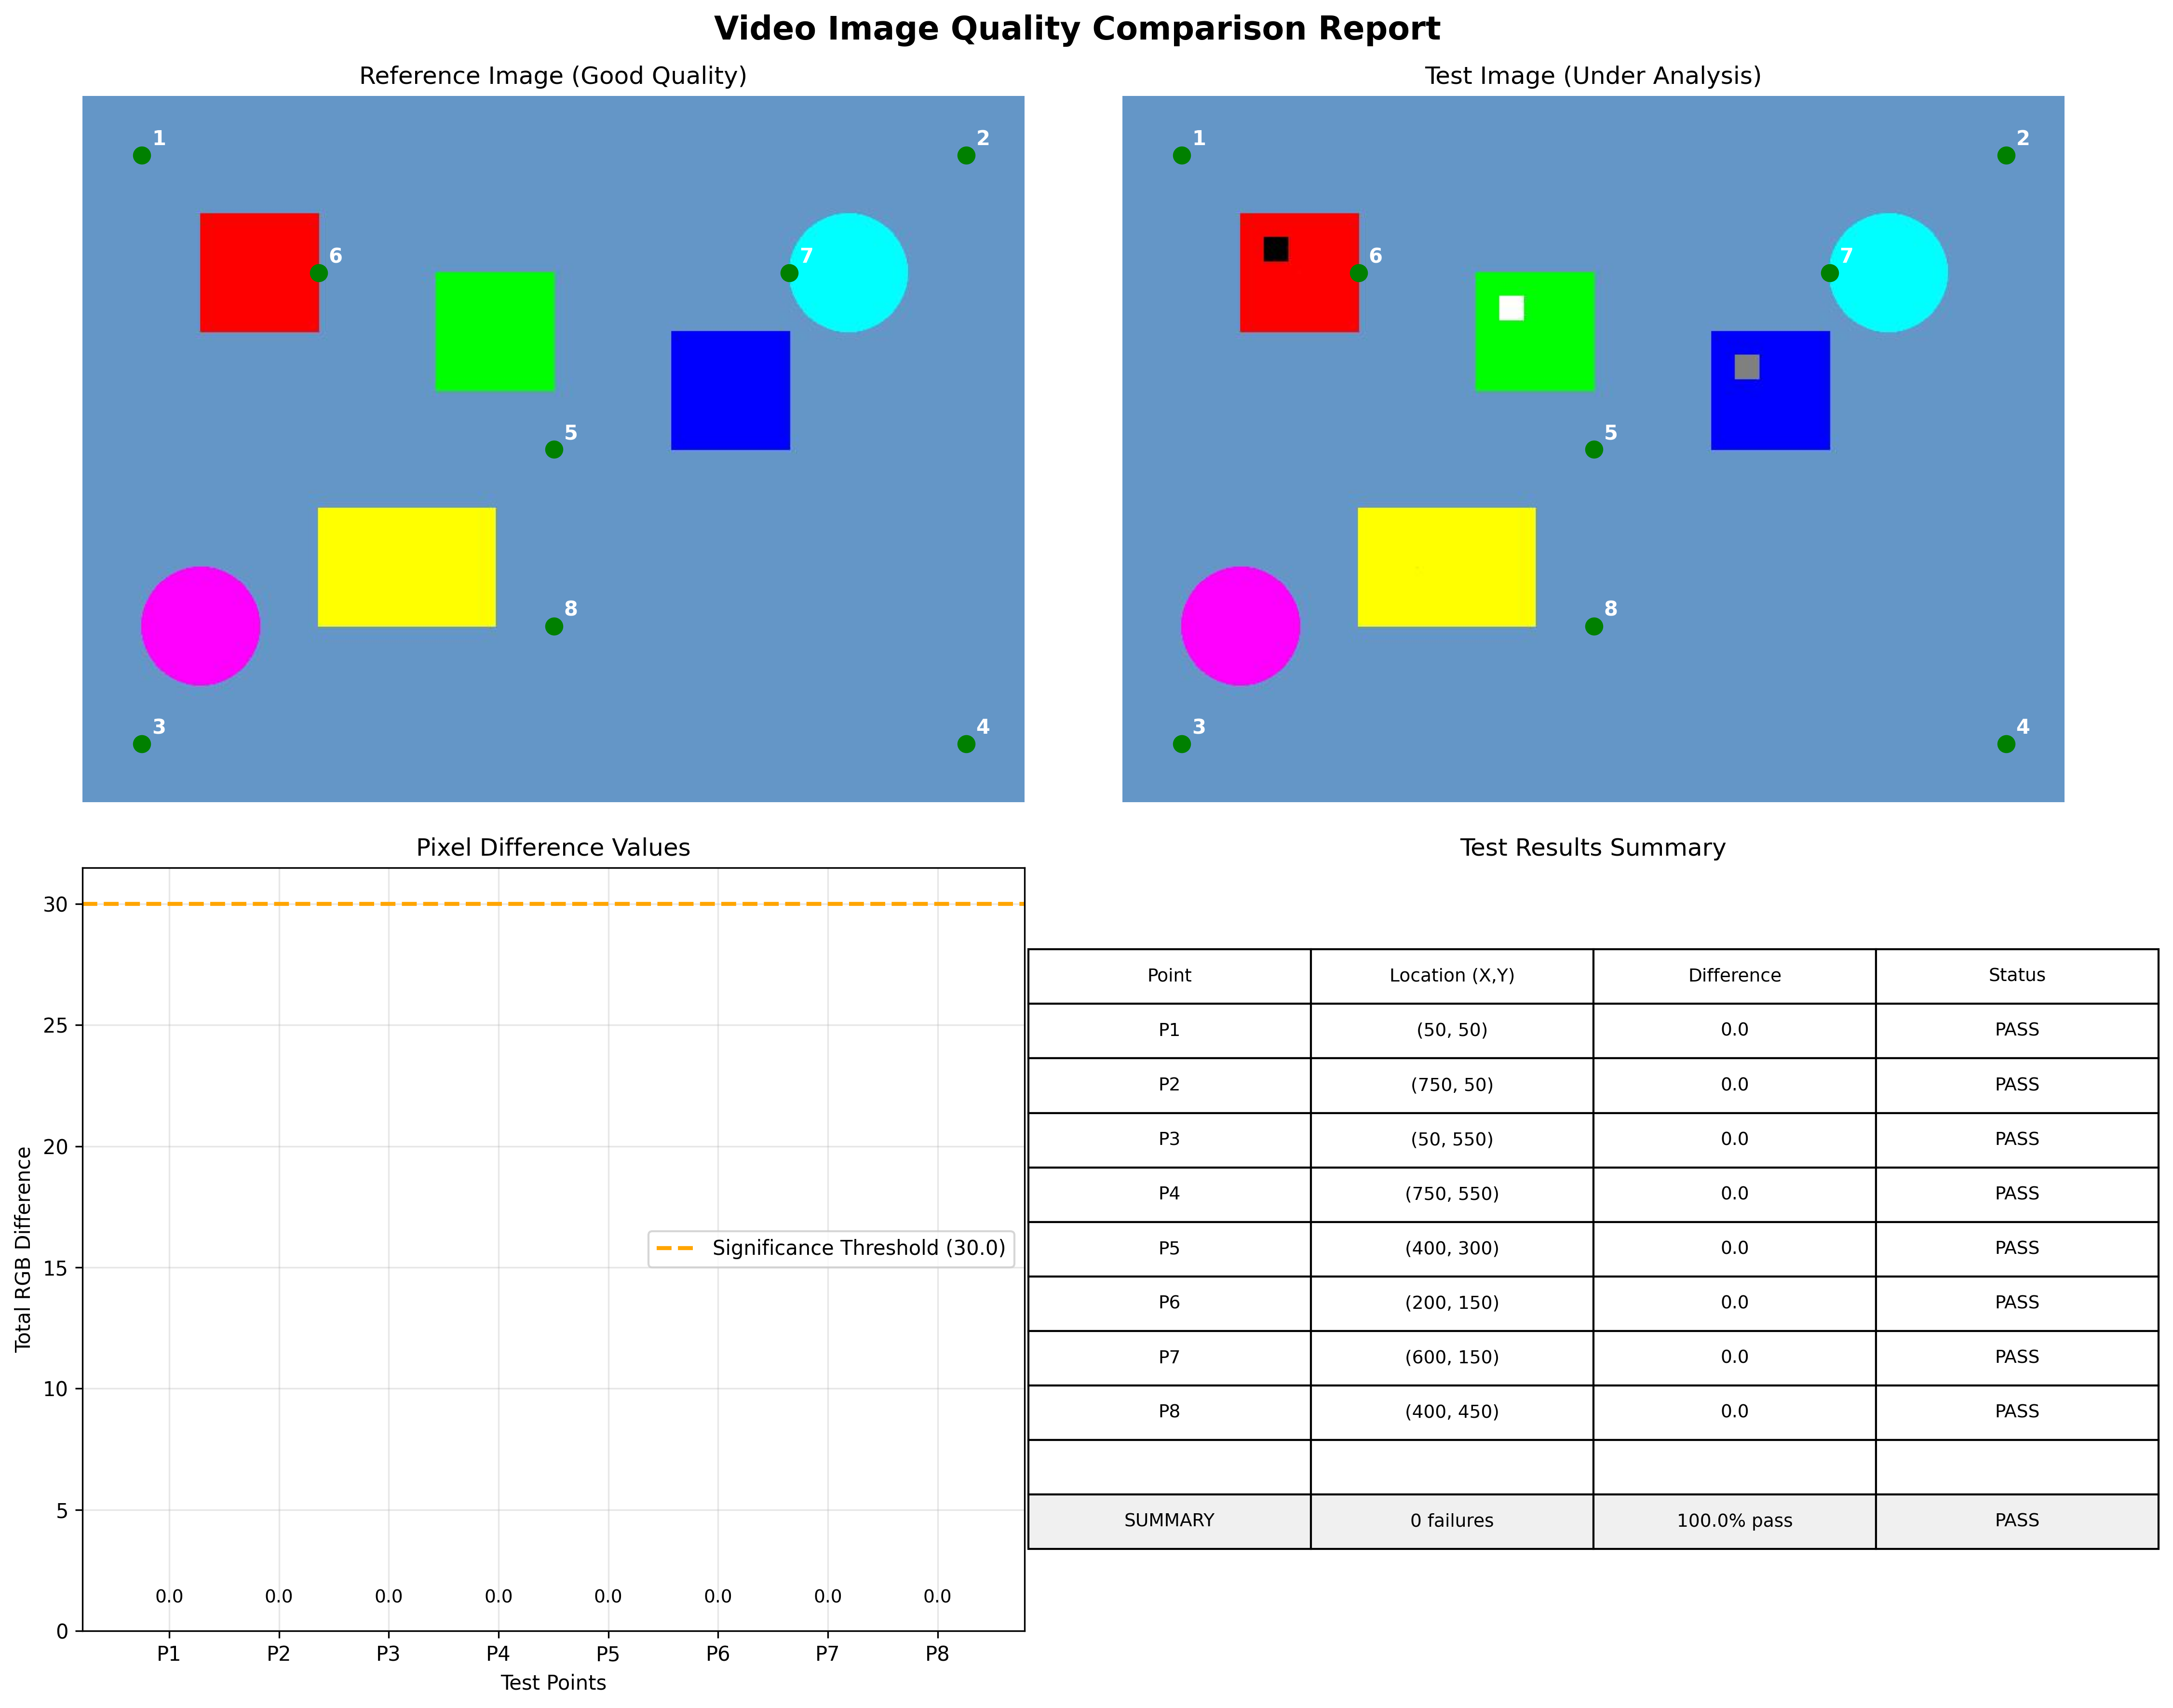 Video Image Quality Comparison Report
Reference Image (Good Quality)
1
2
6
7
5
8
3
4
Test Image (Under Analysis)
1
2
6
7
5
8
3
4
Pixel Difference Values
Total RGB Difference
30
25
20
15
10
5
0
Significance Threshold (30.0)
0.0 0.0 0.0 0.0 0.0 0.0 0.0 0.0
P1 P2 P3 P4 P5 P6 P7 P8
Test Points
Test Results Summary
Point Location (X,Y) Difference Status
P1 (50, 50) 0.0 PASS
P2 (750, 50) 0.0 PASS
P3 (50, 550) 0.0 PASS
P4 (750, 550) 0.0 PASS
P5 (400, 300) 0.0 PASS
P6 (200, 150) 0.0 PASS
P7 (600, 150) 0.0 PASS
P8 (400, 450) 0.0 PASS
SUMMARY 0 failures 100.0% pass PASS